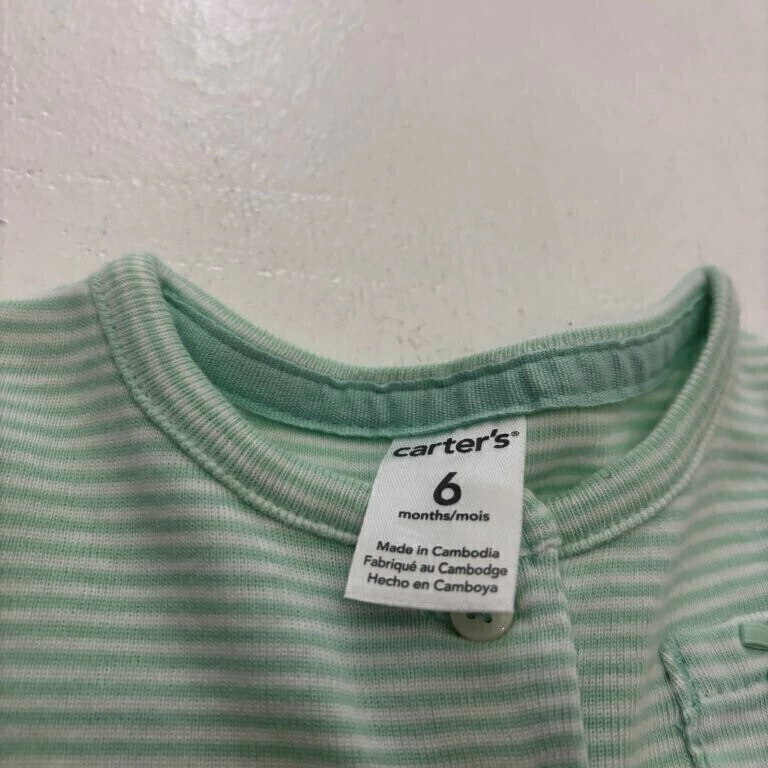 carter's®
6
months/mois
Made in Cambodia
Fabriqué au Cambodge
Hecho en Camboya